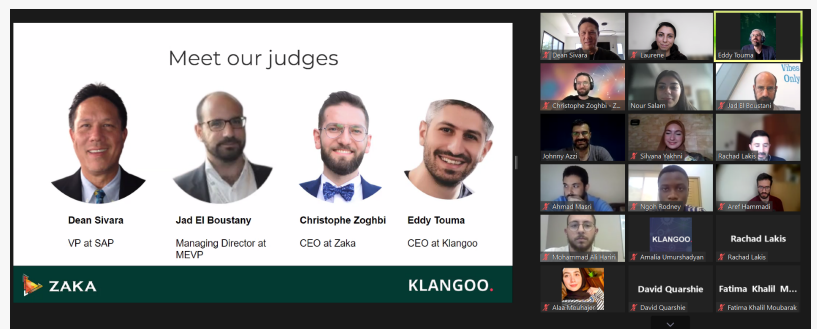 Meet our judges
Dean Sivara
VP at SAP
Jad El Boustany
Managing Director at
MEVP
Christophe Zoghbi
CEO at Zaka
Eddy Touma
CEO at Klangoo
ZAKA
KLANGOO.
Dean Sivara
Laurene
Eddy Touma
Christophe Zoghbi - Z...
Nour Salam
Vibes
Only
Jad El Boustani
Johnny Azzi
Silvana Yakhni
Rachad Lakis
Ahmad Masri
Ngoh Rodney
Aref Hammadi
Mohammad Ali Hariri
KLANGOO
Amalia Umurshadyan
Rachad Lakis
Rachad Lakis
Alaa Mouhajer
David Quarshie
David Quarshie
Fatima Khalil M...
Fatima Khalil Moubarak